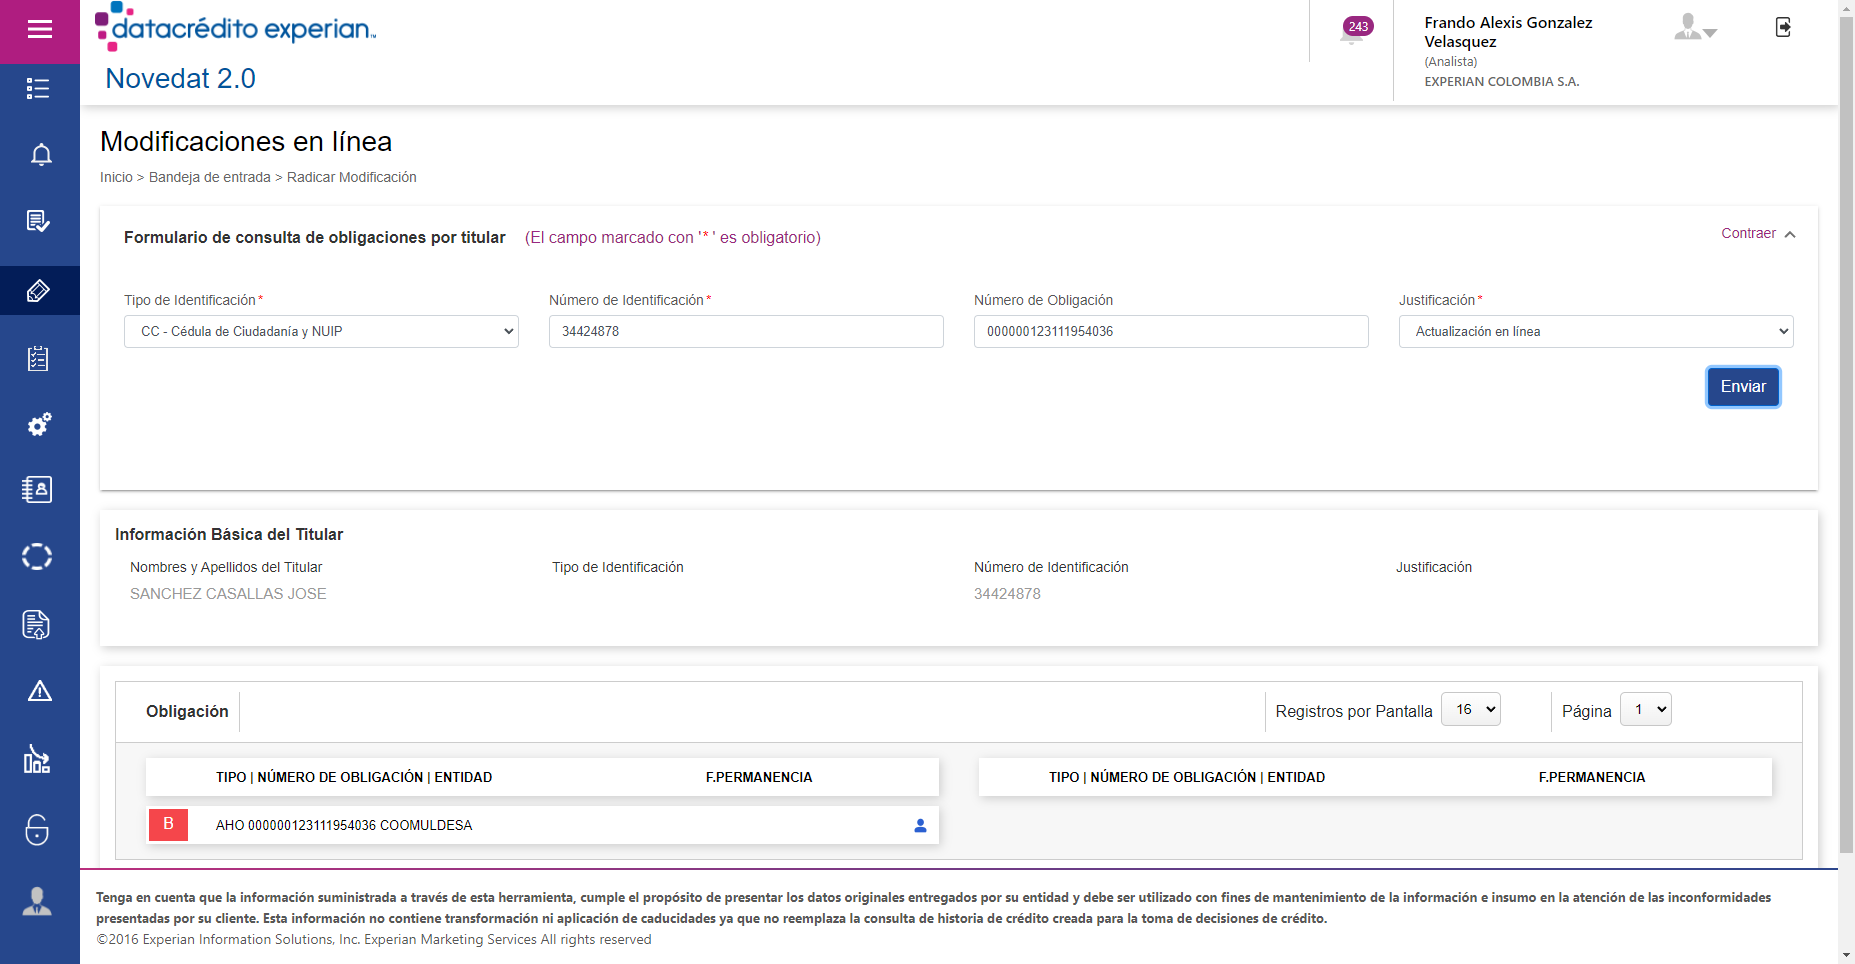 datacrédito experian™
Novedat 2.0
243
Frando Alexis Gonzalez
Velasquez
(Analista)
EXPERIAN COLOMBIA S.A.
Modificaciones en línea
Inicio > Bandeja de entrada > Radicar Modificación
Formulario de consulta de obligaciones por titular (El campo marcado con '*' es obligatorio)
Contraer
Tipo de Identificación* Número de Identificación* Número de Obligación Justificación*
CC - Cédula de Ciudadanía y NUIP 34424878 000000123111954036 Actualización en línea
Enviar
Información Básica del Titular
Nombres y Apellidos del Titular Tipo de Identificación Número de Identificación Justificación
SANCHEZ CASALLAS JOSE 34424878
Obligación Registros por Pantalla 16 Página 1
TIPO | NÚMERO DE OBLIGACIÓN | ENTIDAD F.PERMANENCIA TIPO | NÚMERO DE OBLIGACIÓN | ENTIDAD F.PERMANENCIA
B AHO 000000123111954036 COOMULDESA
Tenga en cuenta que la información suministrada a través de esta herramienta, cumple el propósito de presentar los datos originales entregados por su entidad y debe ser utilizado con fines de mantenimiento de la información e insumo en la atención de las inconformidades
presentadas por su cliente. Esta información no contiene transformación ni aplicación de caducidades ya que no reemplaza la consulta de historia de crédito creada para la toma de decisiones de crédito.
©2016 Experian Information Solutions, Inc. Experian Marketing Services All rights reserved